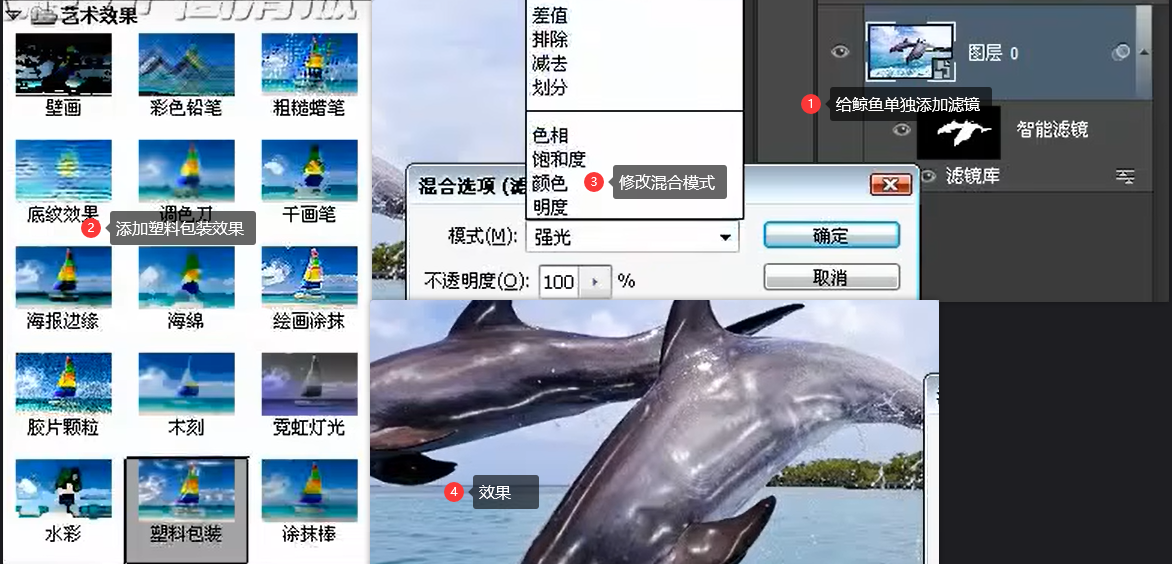 艺术效果
壁画
彩色铅笔
粗糙蜡笔
底纹效果
调色刀
干画笔
2 添加塑料包装效果
海报边缘
海绵
绘画涂抹
胶片颗粒
木刻
霓虹灯光
水彩
塑料包装
涂抹棒
差值
排除
减去
划分
色相
饱和度
颜色
明度
3 修改混合模式
混合选项 (滤
模式(M):
强光
确定
不透明度(O):
100
%
取消
图层 0
1 给鲸鱼单独添加滤镜
智能滤镜
滤镜库
4 效果